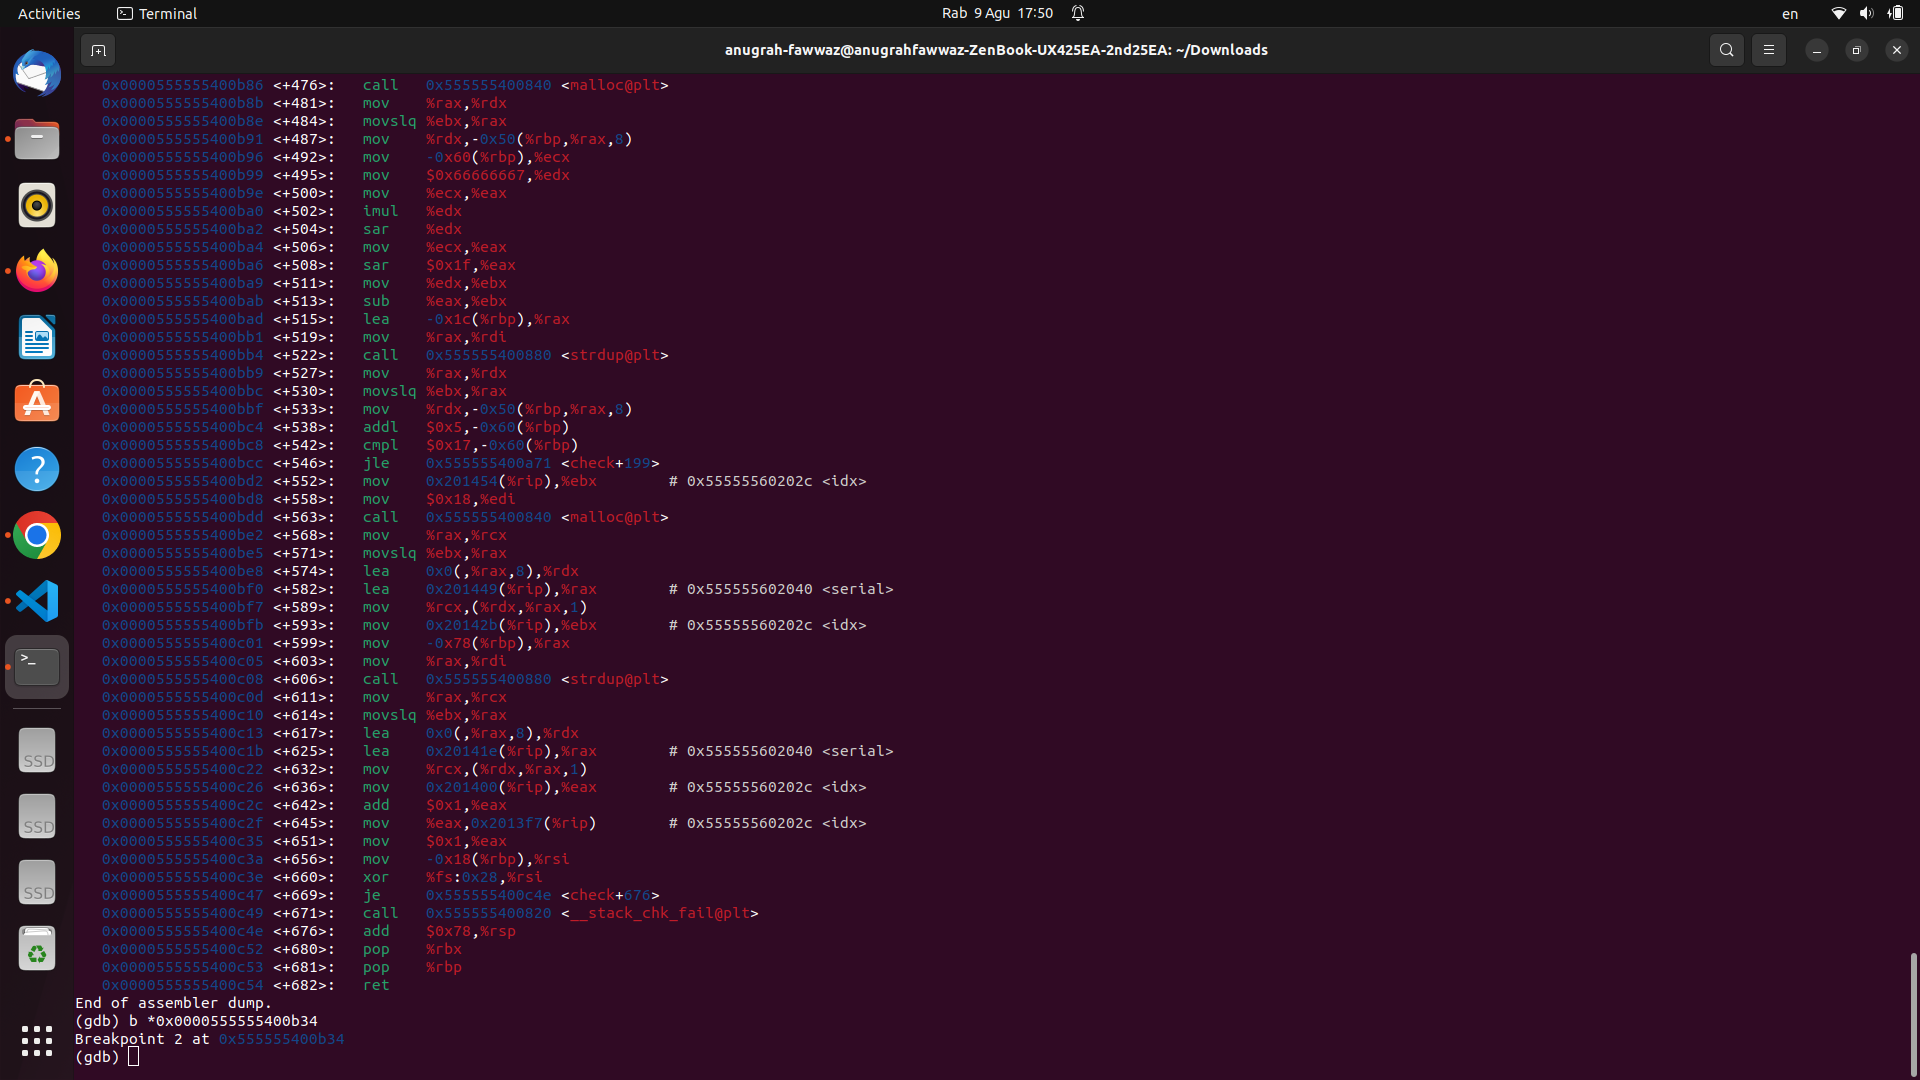 Activities
Terminal
Rab 9 Agu 17:50
en
anugrah-fawwaz@anugrahfawwaz-ZenBook-UX425EA-2nd25EA: ~/Downloads
0x0000555555400b86 <+476>: call 0x555555400840 <malloc@plt>
0x0000555555400b8b <+481>: mov %rax,%rdx
0x0000555555400b8e <+484>: movslq %ebx,%rax
0x0000555555400b91 <+487>: mov %rdx,-0x50(%rbp,%rax,8)
0x0000555555400b96 <+492>: mov -0x60(%rbp),%ecx
0x0000555555400b99 <+495>: mov $0x66666667,%edx
0x0000555555400b9e <+500>: mov %ecx,%eax
0x0000555555400ba0 <+502>: imul %edx
0x0000555555400ba2 <+504>: sar %edx
0x0000555555400ba4 <+506>: mov %ecx,%eax
0x0000555555400ba6 <+508>: sar $0x1f,%eax
0x0000555555400ba9 <+511>: mov %edx,%ebx
0x0000555555400bab <+513>: sub %eax,%ebx
0x0000555555400bad <+515>: lea -0x1c(%rbp),%rax
0x0000555555400bb1 <+519>: mov %rax,%rdi
0x0000555555400bb4 <+522>: call 0x555555400880 <strdup@plt>
0x0000555555400bb9 <+527>: mov %rax,%rdx
0x0000555555400bbc <+530>: movslq %ebx,%rax
0x0000555555400bbf <+533>: mov %rdx,-0x50(%rbp,%rax,8)
0x0000555555400bc4 <+538>: addl $0x5,-0x60(%rbp)
0x0000555555400bc8 <+542>: cmpl $0x17,-0x60(%rbp)
0x0000555555400bcc <+546>: jle 0x555555400a71 <check+199>
0x0000555555400bd2 <+552>: mov 0x201454(%rip),%ebx # 0x55555560202c <idx>
0x0000555555400bd8 <+558>: mov $0x18,%edi
0x0000555555400bdd <+563>: call 0x555555400840 <malloc@plt>
0x0000555555400be2 <+568>: mov %rax,%rcx
0x0000555555400be5 <+571>: movslq %ebx,%rax
0x0000555555400be8 <+574>: lea 0x0(,%rax,8),%rdx
0x0000555555400bf0 <+582>: lea 0x201449(%rip),%rax # 0x555555602040 <serial>
0x0000555555400bf7 <+589>: mov %rcx,(%rdx,%rax,1)
0x0000555555400bfb <+593>: mov 0x20142b(%rip),%ebx # 0x55555560202c <idx>
0x0000555555400c01 <+599>: mov -0x78(%rbp),%rax
0x0000555555400c05 <+603>: mov %rax,%rdi
0x0000555555400c08 <+606>: call 0x555555400880 <strdup@plt>
0x0000555555400c0d <+611>: mov %rax,%rcx
0x0000555555400c10 <+614>: movslq %ebx,%rax
0x0000555555400c13 <+617>: lea 0x0(,%rax,8),%rdx
0x0000555555400c1b <+625>: lea 0x20141e(%rip),%rax # 0x555555602040 <serial>
0x0000555555400c22 <+632>: mov %rcx,(%rdx,%rax,1)
0x0000555555400c26 <+636>: mov 0x201400(%rip),%eax # 0x55555560202c <idx>
0x0000555555400c2c <+642>: add $0x1,%eax
0x0000555555400c2f <+645>: mov %eax,0x2013f7(%rip) # 0x55555560202c <idx>
0x0000555555400c35 <+651>: mov $0x1,%eax
0x0000555555400c3a <+656>: mov -0x18(%rbp),%rsi
0x0000555555400c3e <+660>: xor %fs:0x28,%rsi
0x0000555555400c47 <+669>: je 0x555555400c4e <check+676>
0x0000555555400c49 <+671>: call 0x555555400820 <__stack_chk_fail@plt>
0x0000555555400c4e <+676>: add $0x78,%rsp
0x0000555555400c52 <+680>: pop %rbx
0x0000555555400c53 <+681>: pop %rbp
0x0000555555400c54 <+682>: ret
End of assembler dump.
(gdb) b *0x0000555555400b34
Breakpoint 2 at 0x555555400b34
(gdb)
SSD
SSD
SSD